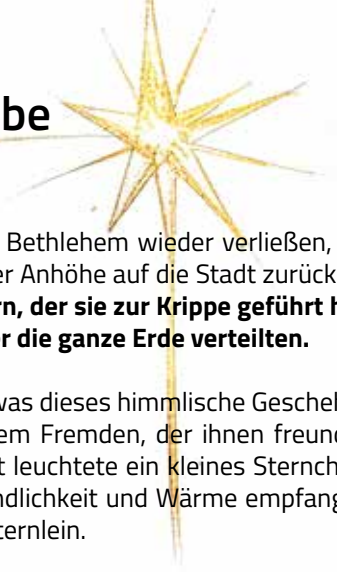 be
Bethlehem wieder verließen,
er Anhöhe auf die Stadt zurück
rn, der sie zur Krippe geführt h
r die ganze Erde verteilten.
was dieses himmlische Gescheh
em Fremden, der ihnen freund
t leuchtete ein kleines Sternch
ndlichkeit und Wärme empfang
ternlein.